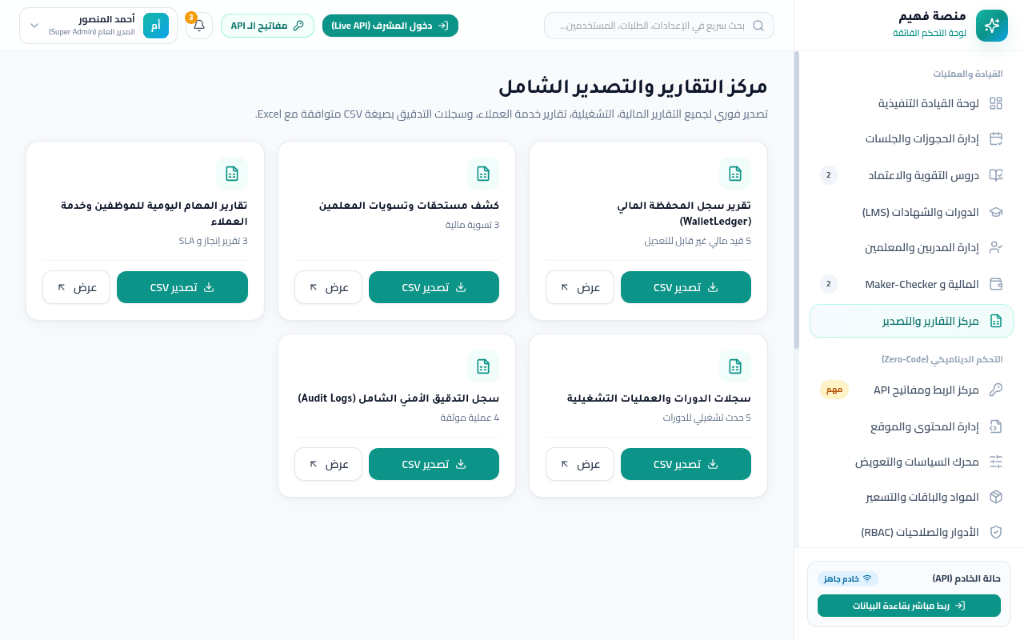 منصة فهيم
لوحة التحكم الفائقة
القيادة والعمليات
لوحة القيادة التنفيذية
إدارة الحجوزات والجلسات
دروس التقوية والاعتماد
2
الدورات والشهادات (LMS)
إدارة المدربين والمعلمين
المالية و Maker-Checker
2
مركز التقارير والتصدير
التحكم الديناميكي (Zero-Code)
مركز الربط ومفاتيح API
مهم
إدارة المحتوى والموقع
محرك السياسات والتعويض
المواد والباقات والتسعير
الأدوار والصلاحيات (RBAC)
حالة الخادم (API)
خادم جاهز
ربط مباشر بقاعدة البيانات
بحث سريع في الإعدادات، الطلبات، المستخدمين...
دخول المشرف (Live API)
مفاتيح الـ API
3
أم
أحمد المنصور
المدير العام (Super Admin)
مركز التقارير والتصدير الشامل
تصدير فوري لجميع التقارير المالية، التشغيلية، تقارير خدمة العملاء، وسجلات التدقيق بصيغة CSV متوافقة مع Excel.
تقرير سجل المحفظة المالي
(WalletLedger)
5 قيد مالي غير قابل للتعديل
تصدير CSV
عرض
كشف مستحقات وتسويات المعلمين
3 تسوية مالية
تصدير CSV
عرض
تقارير المهام اليومية للموظفين وخدمة
العملاء
3 تقرير إنجاز و SLA
تصدير CSV
عرض
سجلات الدورات والعمليات التشغيلية
5 حدث تشغيلي للدورات
تصدير CSV
عرض
سجل التدقيق الأمني الشامل (Audit Logs)
4 عملية موثقة
تصدير CSV
عرض